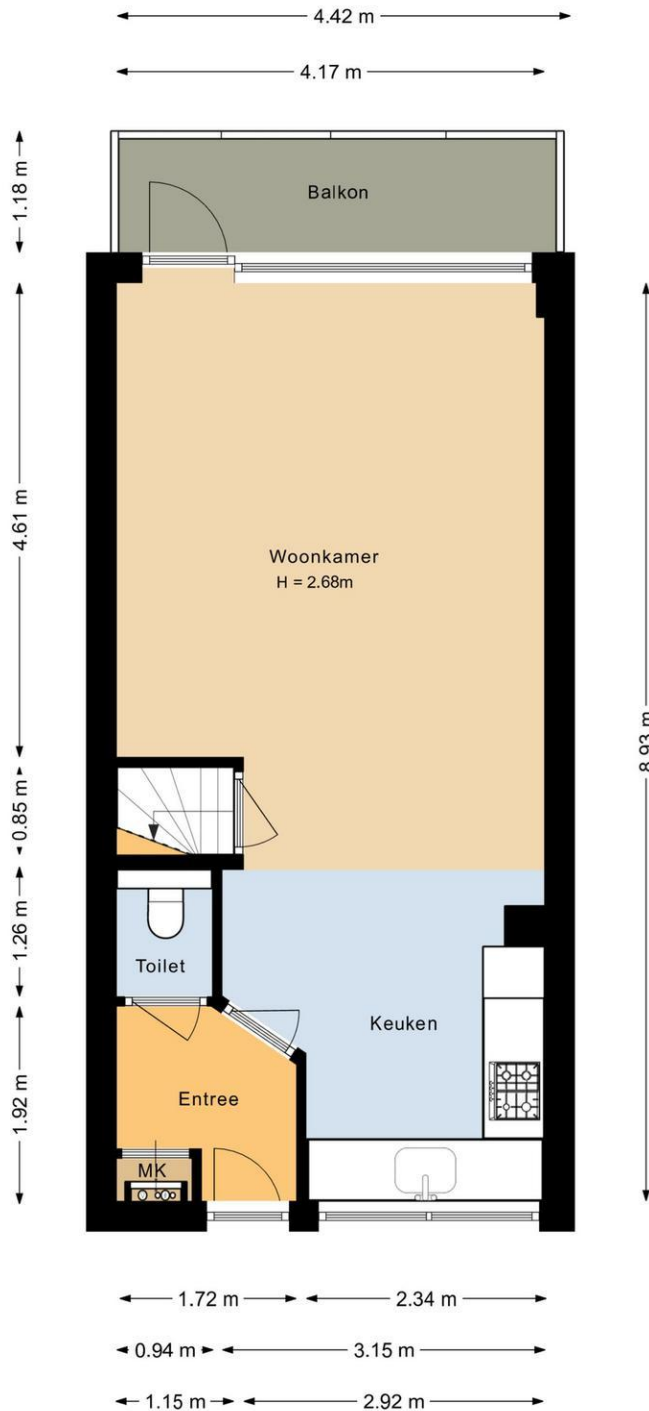 4.42 m
4.17 m
1.18 m
Balkon
4.61 m
Woonkamer
H = 2.68m
8.93 m
0.85 m
1.26 m
Toilet
Keuken
1.92 m
Entree
MK
1.72 m
2.34 m
0.94 m
3.15 m
1.15 m
2.92 m